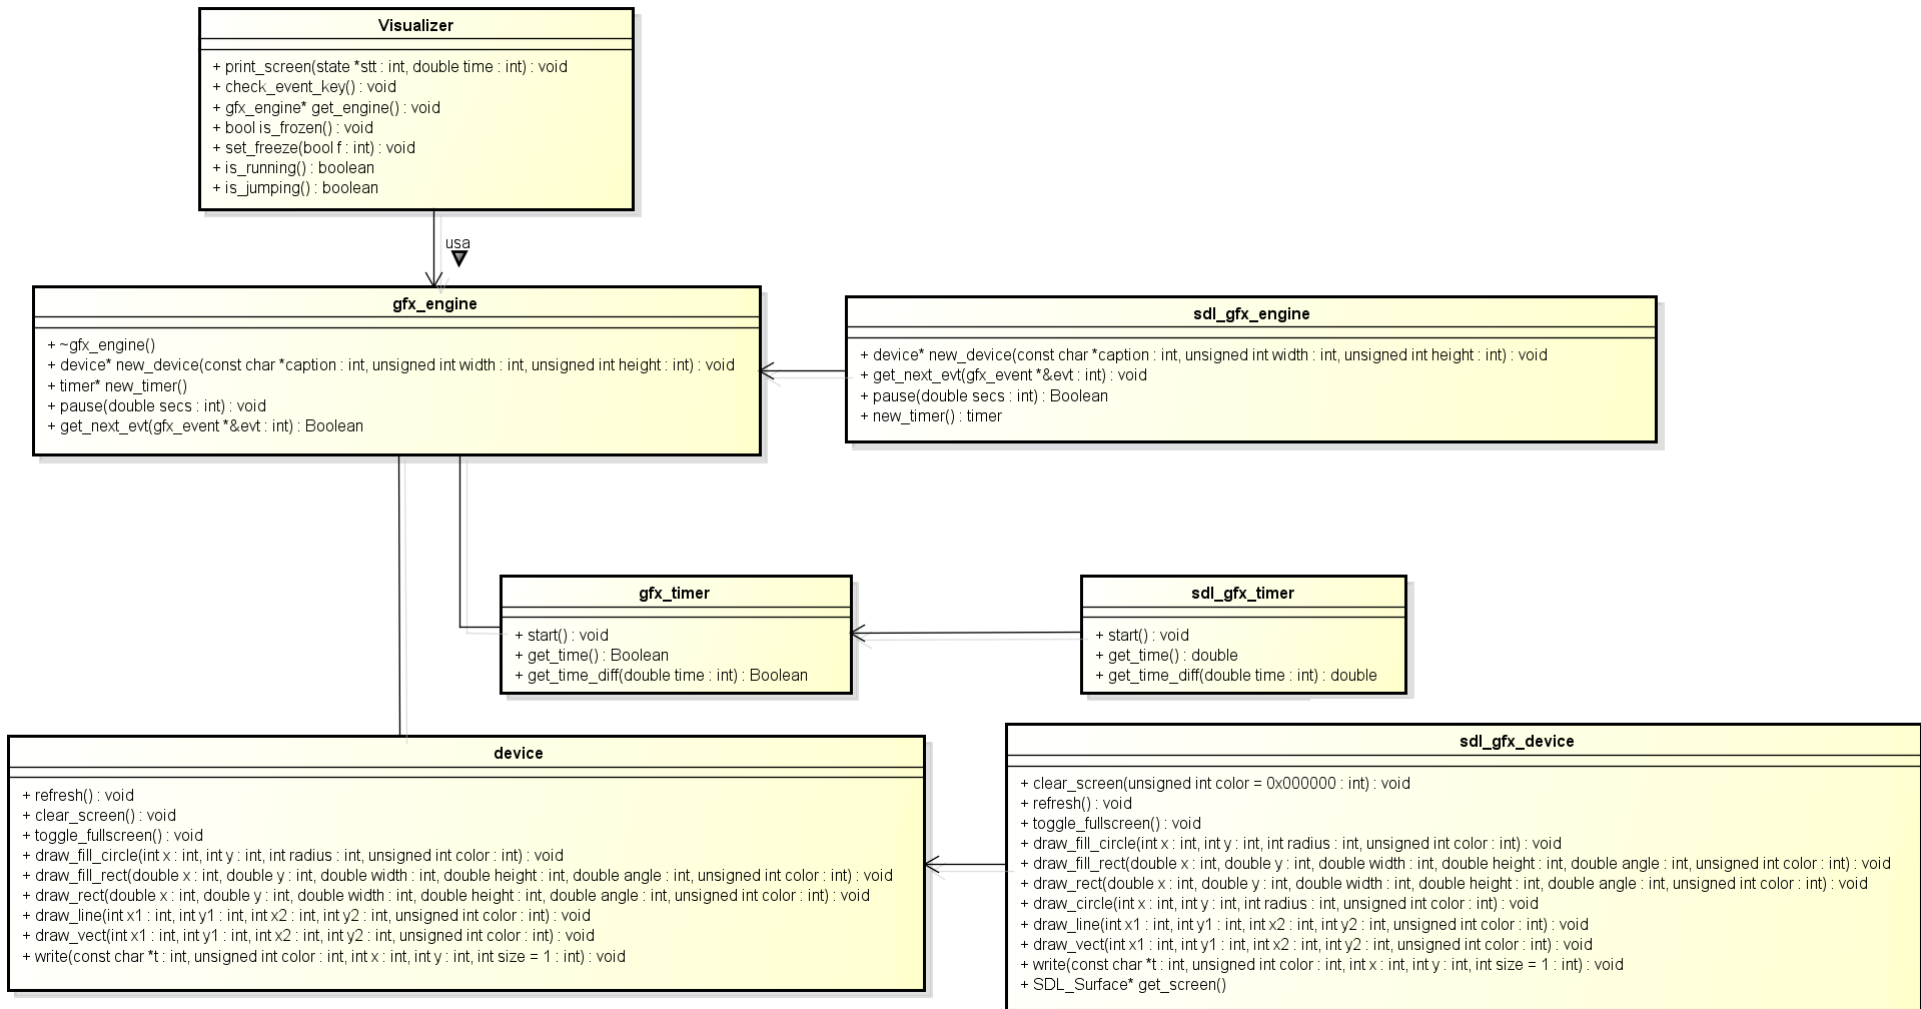 Visualizer
+ print_screen(state *stt : int, double time : int) : void
+ check_event_key() : void
+ gfx_engine* get_engine() : void
+ bool is_frozen() : void
+ set_freeze(bool f : int) : void
+ is_running() : boolean
+ is_jumping() : boolean
usa
gfx_engine
+ ~gfx_engine()
+ device* new_device(const char *caption : int, unsigned int width : int, unsigned int height : int) : void
+ timer* new_timer()
+ pause(double secs : int) : void
+ get_next_evt(gfx_event *&evt : int) : Boolean
sdl_gfx_engine
+ device* new_device(const char *caption : int, unsigned int width : int, unsigned int height : int) : void
+ get_next_evt(gfx_event *&evt : int) : void
+ pause(double secs : int) : Boolean
+ new_timer() : timer
gfx_timer
+ start() : void
+ get_time() : Boolean
+ get_time_diff(double time : int) : Boolean
sdl_gfx_timer
+ start() : void
+ get_time() : double
+ get_time_diff(double time : int) : double
device
+ refresh() : void
+ clear_screen() : void
+ toggle_fullscreen() : void
+ draw_fill_circle(int x : int, int y : int, int radius : int, unsigned int color : int) : void
+ draw_fill_rect(double x : int, double y : int, double width : int, double height : int, double angle : int, unsigned int color : int) : void
+ draw_rect(double x : int, double y : int, double width : int, double height : int, double angle : int, unsigned int color : int) : void
+ draw_line(int x1 : int, int y1 : int, int x2 : int, int y2 : int, unsigned int color : int) : void
+ draw_vect(int x1 : int, int y1 : int, int x2 : int, int y2 : int, unsigned int color : int) : void
+ write(const char *t : int, unsigned int color : int, int x : int, int y : int, int size = 1 : int) : void
sdl_gfx_device
+ clear_screen(unsigned int color = 0x000000 : int) : void
+ refresh() : void
+ toggle_fullscreen() : void
+ draw_fill_circle(int x : int, int y : int, int radius : int, unsigned int color : int) : void
+ draw_fill_rect(double x : int, double y : int, double width : int, double height : int, double angle : int, unsigned int color : int) : void
+ draw_rect(double x : int, double y : int, double width : int, double height : int, double angle : int, unsigned int color : int) : void
+ draw_circle(int x : int, int y : int, int radius : int, unsigned int color : int) : void
+ draw_line(int x1 : int, int y1 : int, int x2 : int, int y2 : int, unsigned int color : int) : void
+ draw_vect(int x1 : int, int y1 : int, int x2 : int, int y2 : int, unsigned int color : int) : void
+ write(const char *t : int, unsigned int color : int, int x : int, int y : int, int size = 1 : int) : void
+ SDL_Surface* get_screen()